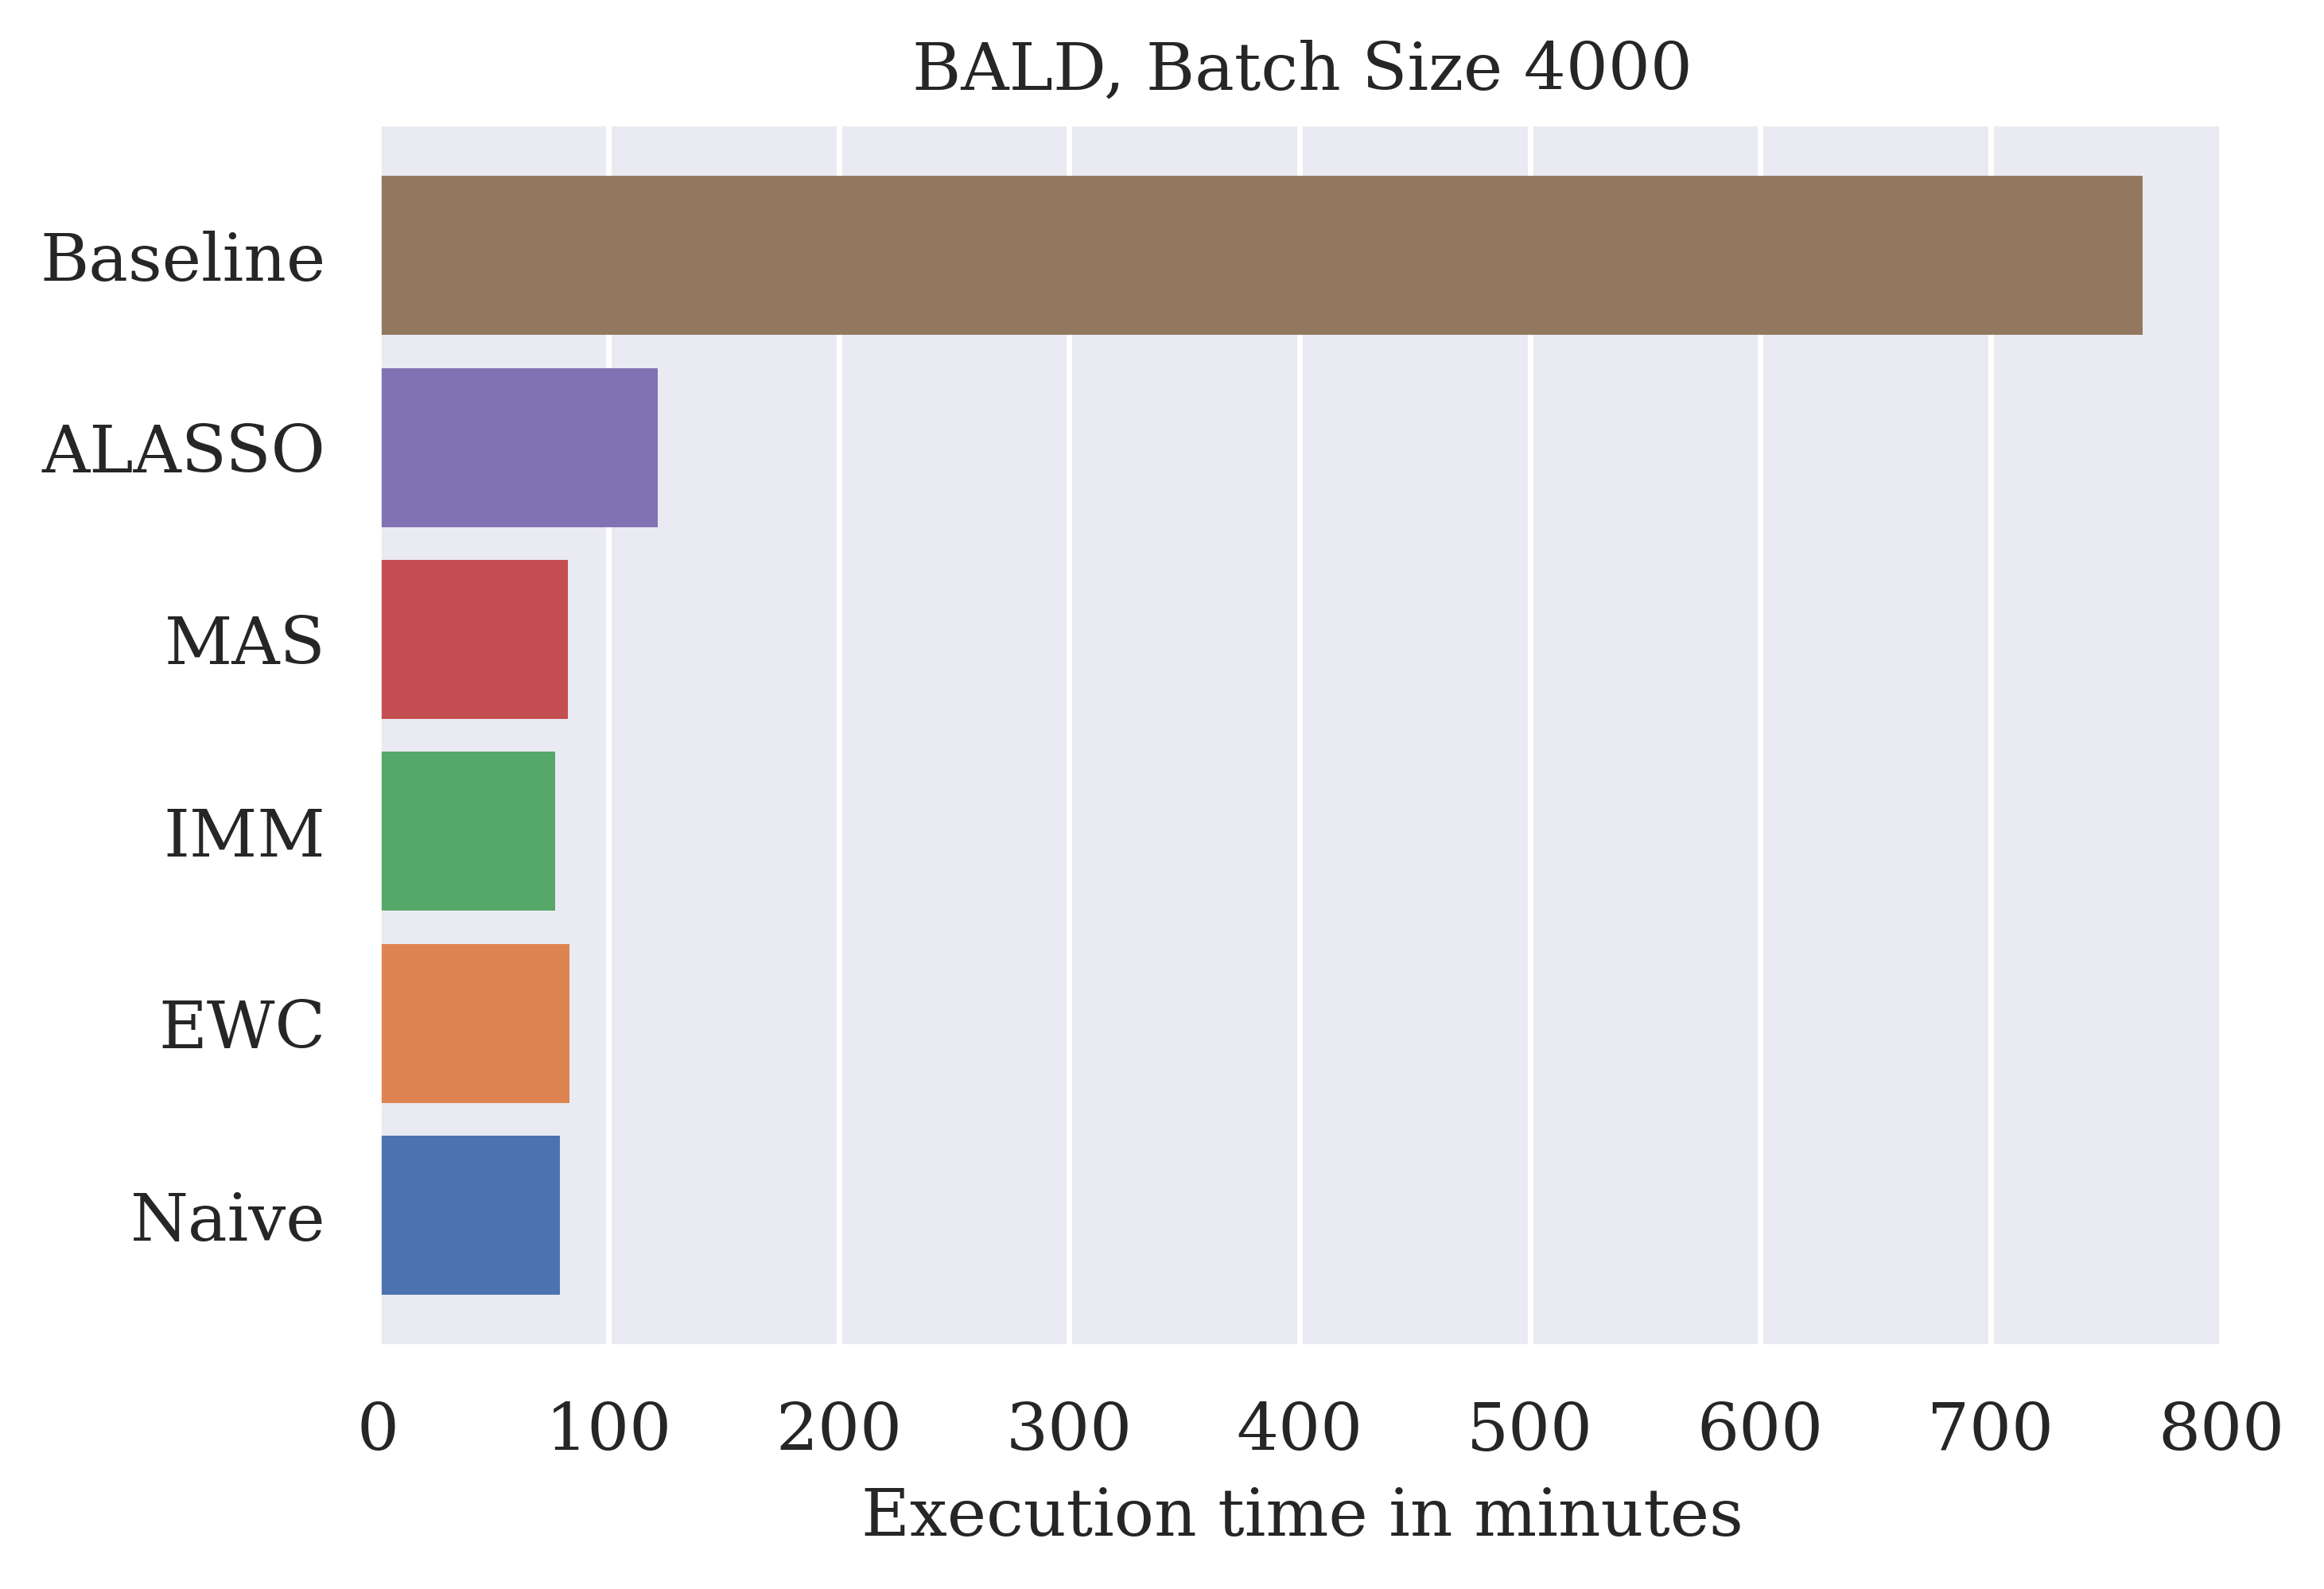 BALD, Batch Size 4000
Baseline
ALASSO
MAS
IMM
EWC
Naive
0 100 200 300 400 500 600 700 800
Execution time in minutes